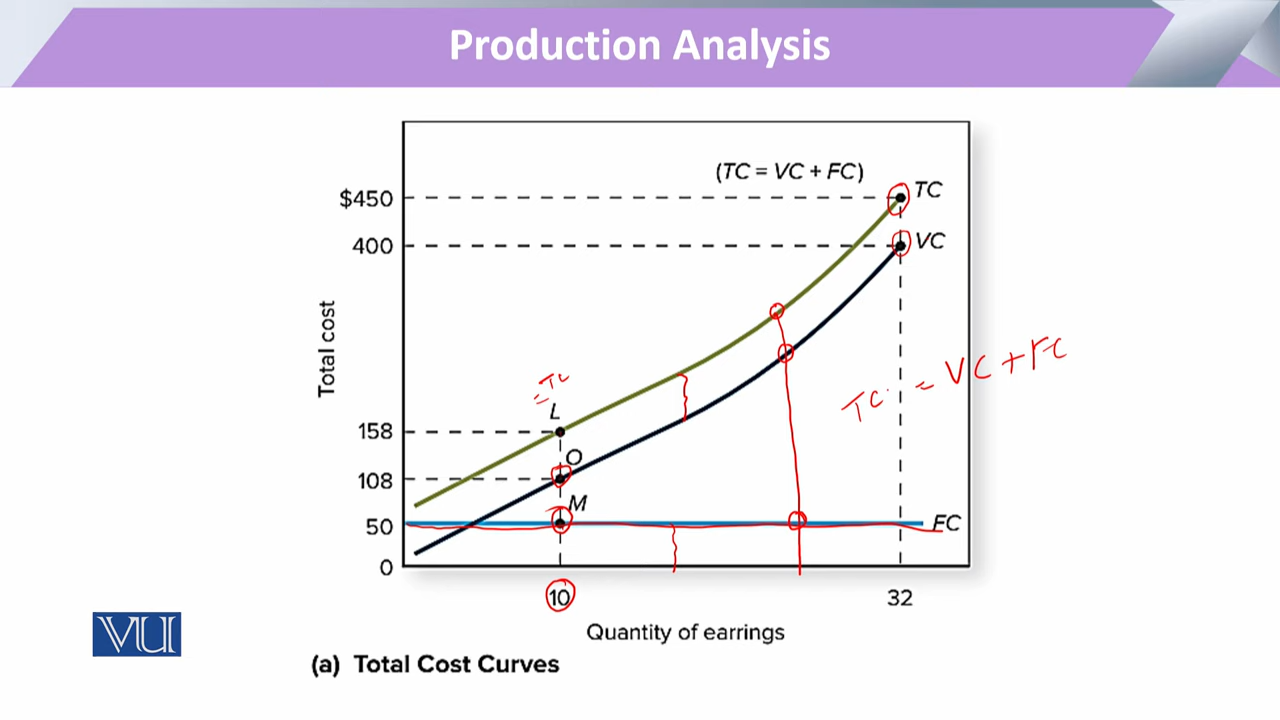 Production Analysis
(TC = VC + FC)
$450
TC
400
VC
Total cost
= TC
L
TC = VC + FC
158
O
108
M
50
FC
0
10
32
Quantity of earrings
VU
(a) Total Cost Curves